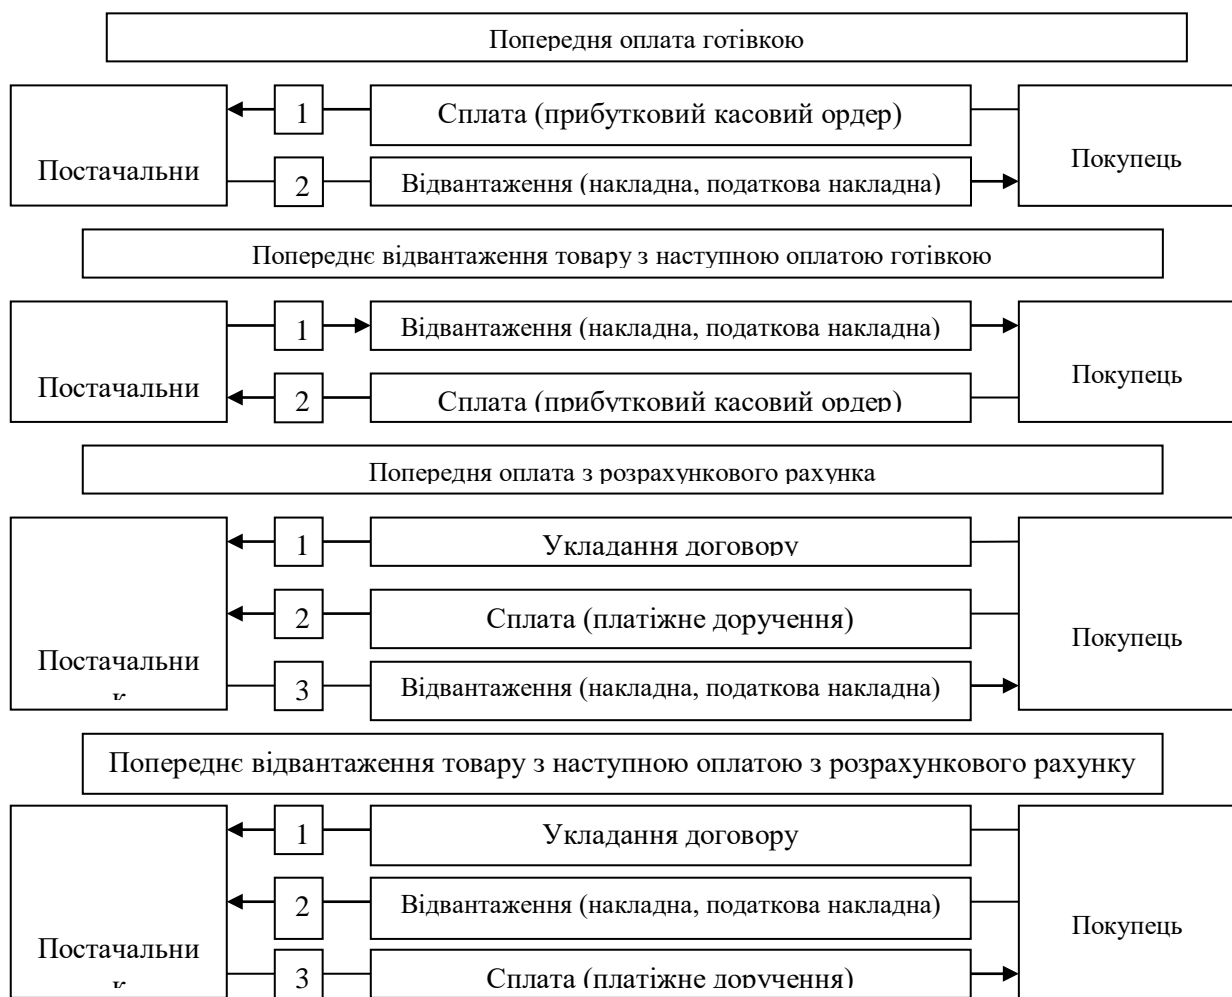 Попередня оплата готівкою
1
Сплата (прибутковий касовий ордер)
Постачальни
Покупець
2
Відвантаження (накладна, податкова накладна)
Попереднє відвантаження товару з наступною оплатою готівкою
1
Відвантаження (накладна, податкова накладна)
Постачальни
Покупець
2
Сплата (прибутковий касовий ордер)
Попередня оплата з розрахункового рахунка
1
Укладання договору
2
Сплата (платіжне доручення)
Покупець
Постачальни
к
3
Відвантаження (накладна, податкова накладна)
Попереднє відвантаження товару з наступною оплатою з розрахункового рахунку
1
Укладання договору
2
Відвантаження (накладна, податкова накладна)
Покупець
Постачальни
к
3
Сплата (платіжне доручення)